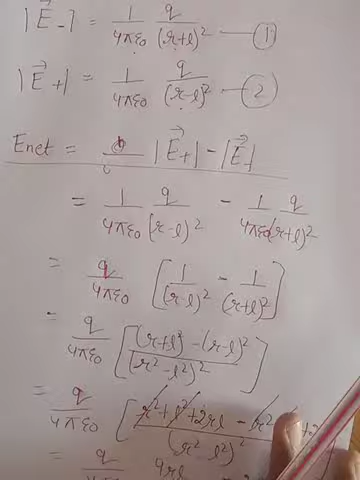 |E⃗-| = 1/4πε0 q/(r+l)² — ①
|E⃗+| = 1/4πε0 q/(r-l)² — ②
Enet = |E⃗+| - |E⃗-|
= 1/4πε0 q/(r-l)² - 1/4πε0 q/(r+l)²
= q/4πε0 [1/(r-l)² - 1/(r+l)²]
= q/4πε0 [(r+l)² - (r-l)²/(r²-l²)²]
= q/4πε0 [r²+l²+2rl - r²
(r²-l²)²
= q/4πε0 4rl